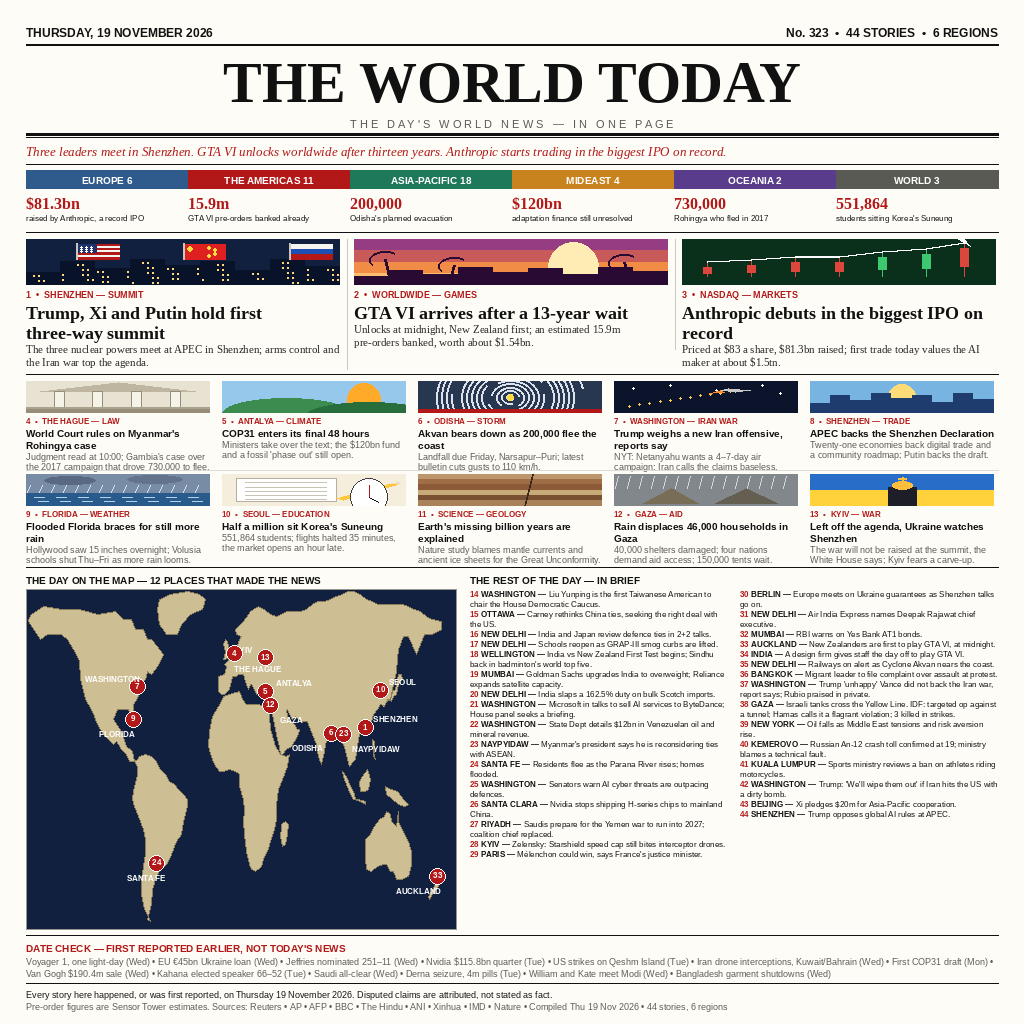 THURSDAY, 19 NOVEMBER 2026
No. 323 • 44 STORIES • 6 REGIONS
THE WORLD TODAY
THE DAY'S WORLD NEWS — IN ONE PAGE
Three leaders meet in Shenzhen. GTA VI unlocks worldwide after thirteen years. Anthropic starts trading in the biggest IPO on record.
EUROPE 6
THE AMERICAS 11
ASIA-PACIFIC 18
MIDEAST 4
OCEANIA 2
WORLD 3
$81.3bn
raised by Anthropic, a record IPO
15.9m
GTA VI pre-orders banked already
200,000
Odisha's planned evacuation
$120bn
adaptation finance still unresolved
730,000
Rohingya who fled in 2017
551,864
students sitting Korea's Suneung
1 • SHENZHEN — SUMMIT
Trump, Xi and Putin hold first
three-way summit
The three nuclear powers meet at APEC in Shenzhen; arms control and
the Iran war top the agenda.
2 • WORLDWIDE — GAMES
GTA VI arrives after a 13-year wait
Unlocks at midnight, New Zealand first; an estimated 15.9m
pre-orders banked, worth about $1.54bn.
3 • NASDAQ — MARKETS
Anthropic debuts in the biggest IPO on
record
Priced at $83 a share, $81.3bn raised; first trade today values the AI
maker at about $1.5tn.
4 • THE HAGUE — LAW
World Court rules on Myanmar's
Rohingya case
Judgment read at 10:00; Gambia's case over
the 2017 campaign that drove 730,000 to flee.
5 • ANTALYA — CLIMATE
COP31 enters its final 48 hours
Ministers take over the text; the $120bn fund
and a fossil 'phase out' still open.
6 • ODISHA — STORM
Akvan bears down as 200,000 flee the
coast
Landfall due Friday, Narsapur–Puri; latest
bulletin cuts gusts to 110 km/h.
7 • WASHINGTON — IRAN WAR
Trump weighs a new Iran offensive,
reports say
NYT: Netanyahu wants a 4–7-day air
campaign; Iran calls the claims baseless.
8 • SHENZHEN — TRADE
APEC backs the Shenzhen Declaration
Twenty-one economies back digital trade and
a community roadmap; Putin backs the draft.
9 • FLORIDA — WEATHER
Flooded Florida braces for still more
rain
Hollywood saw 15 inches overnight; Volusia
schools shut Thu–Fri as more rain looms.
10 • SEOUL — EDUCATION
Half a million sit Korea's Suneung
551,864 students; flights halted 35 minutes,
the market opens an hour late.
11 • SCIENCE — GEOLOGY
Earth's missing billion years are
explained
Nature study blames mantle currents and
ancient ice sheets for the Great Unconformity.
12 • GAZA — AID
Rain displaces 46,000 households in
Gaza
40,000 shelters damaged; four nations
demand aid access; 150,000 tents wait.
13 • KYIV — WAR
Left off the agenda, Ukraine watches
Shenzhen
The war will not be raised at the summit, the
White House says; Kyiv fears a carve-up.
THE DAY ON THE MAP — 12 PLACES THAT MADE THE NEWS
4
13
THE HAGUE
WASHINGTON
7
5
ANTALYA
12
GAZA
10
SEOUL
9
FLORIDA
6
23
1
SHENZHEN
ODISHA
NAYPYIDAW
24
SANTA FE
33
AUCKLAND
THE REST OF THE DAY — IN BRIEF
14 WASHINGTON — Liu Yunping is the first Taiwanese American to
chair the House Democratic Caucus.
15 OTTAWA — Carney rethinks China ties, seeking the right deal with
the US.
16 NEW DELHI — India and Japan review defence ties in 2+2 talks.
17 NEW DELHI — Schools reopen as GRAP-III smog curbs are lifted.
18 WELLINGTON — India vs New Zealand First Test begins; Sindhu
back in badminton's world top five.
19 MUMBAI — Goldman Sachs upgrades India to overweight; Reliance
expands satellite capacity.
20 NEW DELHI — India slaps a 162.5% duty on bulk Scotch imports.
21 WASHINGTON — Microsoft in talks to sell AI services to ByteDance;
House panel seeks a briefing.
22 WASHINGTON — State Dept details $12bn in Venezuelan oil and
mineral revenue.
23 NAYPYIDAW — Myanmar's president says he is reconsidering ties
with ASEAN.
24 SANTA FE — Residents flee as the Parana River rises; homes
flooded.
25 WASHINGTON — Senators warn AI cyber threats are outpacing
defences.
26 SANTA CLARA — Nvidia stops shipping H-series chips to mainland
China.
27 RIYADH — Saudis prepare for the Yemen war to run into 2027;
coalition chief replaced.
28 KYIV — Zelensky: Starshield speed cap still bites interceptor drones.
29 PARIS — Mélenchon could win, says France's justice minister.
30 BERLIN — Europe meets on Ukraine guarantees as Shenzhen talks
go on.
31 NEW DELHI — Air India Express names Deepak Rajawat chief
executive.
32 MUMBAI — RBI warns on Yes Bank AT1 bonds.
33 AUCKLAND — New Zealanders are first to play GTA VI, at midnight.
34 INDIA — A design firm gives staff the day off to play GTA VI.
35 NEW DELHI — Railways on alert as Cyclone Akvan nears the coast.
36 BANGKOK — Migrant leader to file complaint over assault at protest.
37 WASHINGTON — Trump 'unhappy' Vance did not back the Iran war,
report says; Rubio praised in private.
38 GAZA — Israeli tanks cross the Yellow Line. IDF: targeted op against
a tunnel; Hamas calls it a flagrant violation; 3 killed in strikes.
39 NEW YORK — Oil falls as Middle East tensions and risk aversion
rise.
40 KEMEROVO — Russian An-12 crash toll confirmed at 19; ministry
blames a technical fault.
41 KUALA LUMPUR — Sports ministry reviews a ban on athletes riding
motorcycles.
42 WASHINGTON — Trump: 'We'll wipe them out' if Iran hits the US with
a dirty bomb.
43 BEIJING — Xi pledges $20m for Asia-Pacific cooperation.
44 SHENZHEN — Trump opposes global AI rules at APEC.
DATE CHECK — FIRST REPORTED EARLIER, NOT TODAY'S NEWS
Voyager 1, one light-day (Wed) • EU €45bn Ukraine loan (Wed) • Jeffries nominated 251–11 (Wed) • Nvidia $115.8bn quarter (Tue) • US strikes on Qeshm Island (Tue) • Iran drone interceptions, Kuwait/Bahrain (Wed) • First COP31 draft (Mon) •
Van Gogh $190.4m sale (Wed) • Kahana elected speaker 66–52 (Tue) • Saudi all-clear (Wed) • Derna seizure, 4m pills (Tue) • William and Kate meet Modi (Wed) • Bangladesh garment shutdowns (Wed)
Every story here happened, or was first reported, on Thursday 19 November 2026. Disputed claims are attributed, not stated as fact.
Pre-order figures are Sensor Tower estimates. Sources: Reuters • AP • AFP • BBC • The Hindu • ANI • Xinhua • IMD • Nature • Compiled Thu 19 Nov 2026 • 44 stories, 6 regions